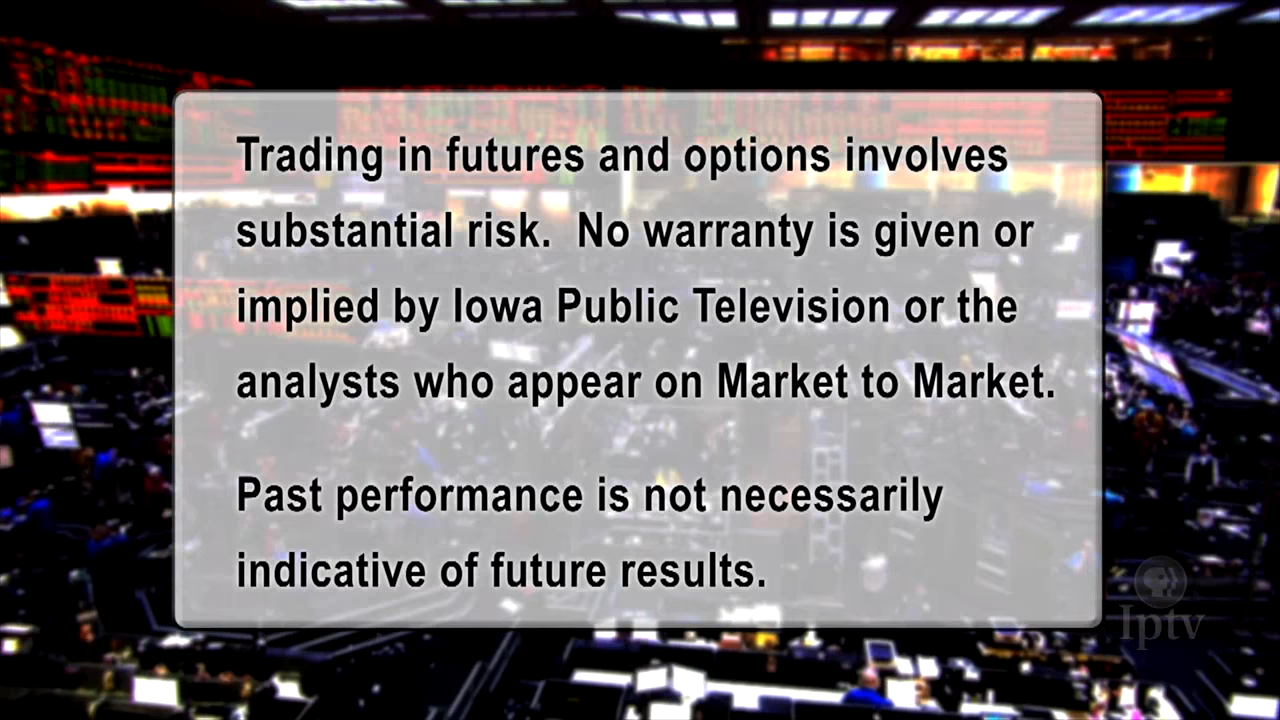 Trading in futures and options involves
substantial risk.  No warranty is given or
implied by Iowa Public Television or the
analysts who appear on Market to Market.
Past performance is not necessarily
indicative of future results.
Iptv